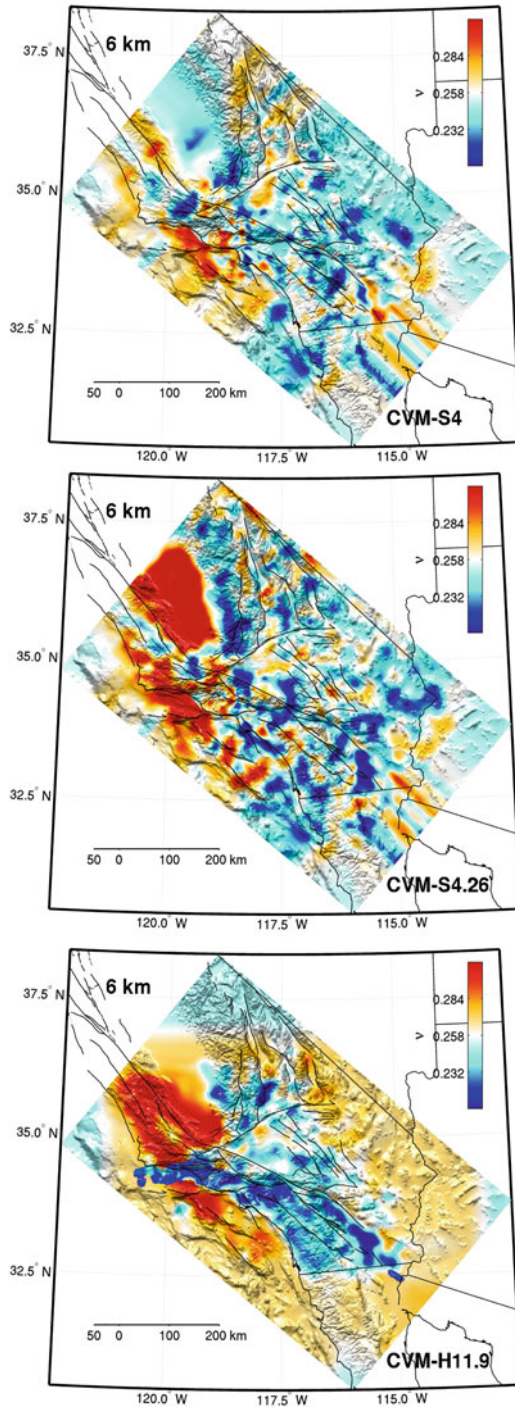 37.5° N
6 km
0.284
ν
0.258
0.232
35.0° N
32.5° N
50 0 100 200 km
CVM-S4
120.0° W 117.5° W 115.0° W
37.5° N
6 km
0.284
ν
0.258
0.232
35.0° N
32.5° N
50 0 100 200 km
CVM-S4.26
120.0° W 117.5° W 115.0° W
37.5° N
6 km
0.284
ν
0.258
0.232
35.0° N
32.5° N
50 0 100 200 km
CVM-H11.9
120.0° W 117.5° W 115.0° W